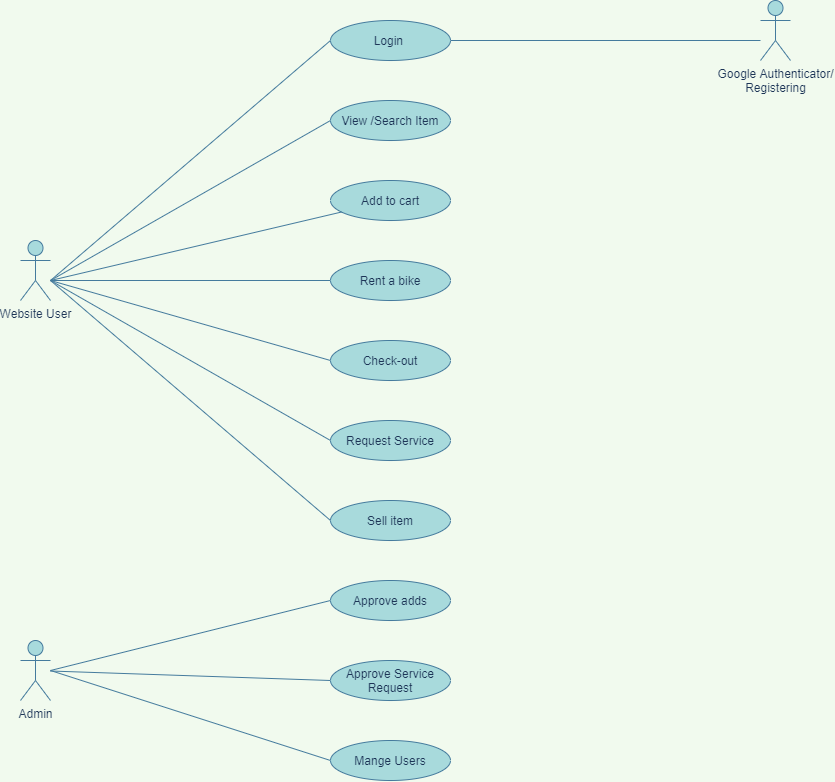 Login
Google Authenticator/
Registering
View /Search Item
Add to cart
Rent a bike
Website User
Check-out
Request Service
Sell item
Approve adds
Approve Service
Request
Admin
Mange Users